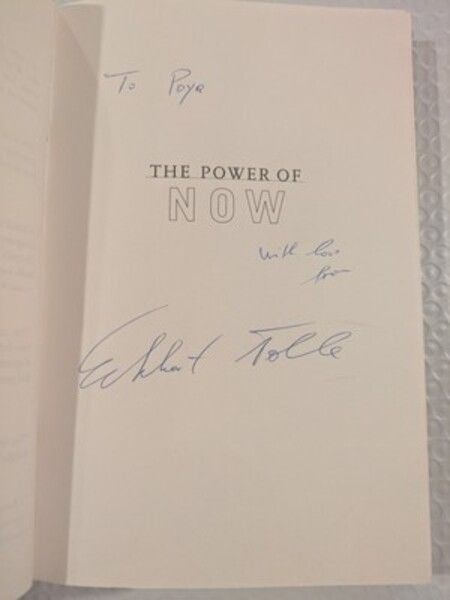 To Poya
THE POWER OF
NOW
with love
from
Eckhart Tolle